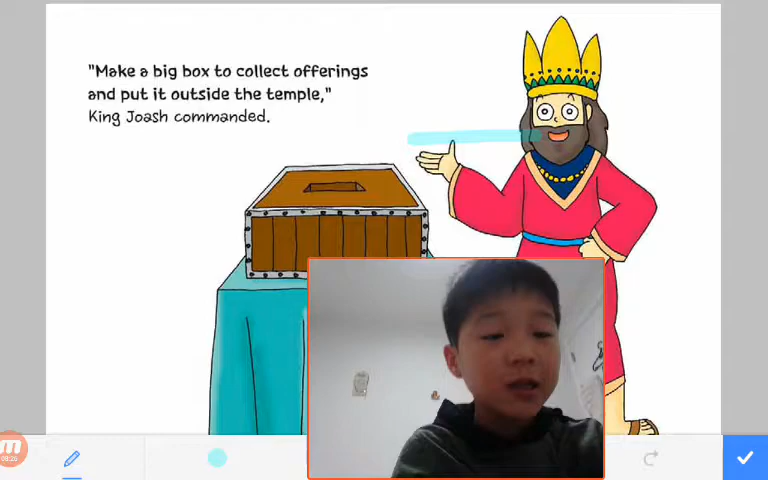 "Make a big box to collect offerings
and put it outside the temple,"
King Joash commanded.